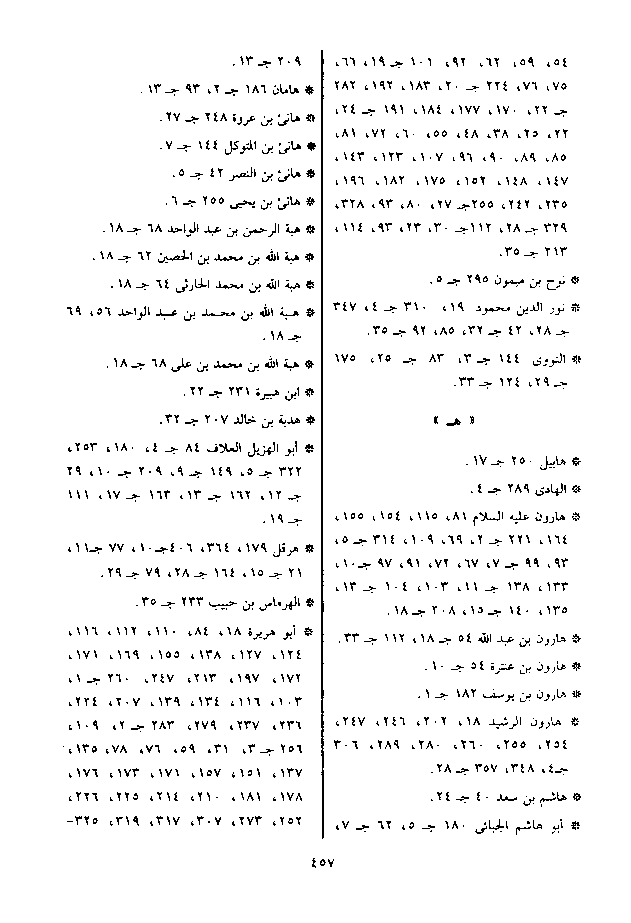 ٥٤، ٥٩، ٦٢، ٩٢، ١٠١ جـ ١٩، ٦٦،
٧٥، ٧٦، ٢٢٤ جـ ٢٠، ١٨٣، ١٩٢، ٢٨٢
جـ ٢٢، ١٧٠، ١٧٧، ١٨٤، ١٩١ جـ ٢٤،
٢٢، ٢٥، ٣٨، ٤٨، ٥٥، ٦٠، ٧٢، ٨١،
٨٥، ٨٩، ٩٠، ٩٦، ١٠٧، ١٢٣، ١٤٣،
١٤٧، ١٤٨، ١٥٢، ١٧٥، ١٨٢، ١٩٦،
٢٣٥، ٢٤٢، ٢٥٥جـ ٢٧، ٨٠، ٩٣، ٣٢٨،
٣٢٩ جـ ٢٨، ١١٢جـ ٣٠، ٢٣، ٩٣، ١١٤،
٢١٣ جـ ٣٥.
* نوح بن ميمون ٢٩٥ جـ ٥.
* نور الدين محمود ١٩، ٣١٠ جـ ٤، ٣٤٧
جـ ٢٨، ٤٢ جـ ٣٢، ٨٥، ٩٢ جـ ٣٥.
* النووى ١٤٤ جـ ٣، ٨٣ جـ ٢٥، ١٧٥
جـ ٢٩، ١٢٤ جـ ٣٣.
« هـ »
* هابيل ٢٥٠ جـ ١٧.
* الهادى ٢٨٩ جـ ٤.
* هارون عليه السلام ٨١، ١١٥، ١٥٤، ١٥٥،
١٦٤، ٢٢١ جـ ٢، ٦٩، ١٠٩، ٣١٤ جـ ٥،
٩٣، ٩٩ جـ ٧، ٦٧، ٧٢، ٩١، ٩٧ جـ ١٠،
١٣٣، ١٣٨ جـ ١١، ١٠٣، ١٠٤ جـ ١٣،
١٣٥، ١٤٠ جـ ١٥، ٢٠٨ جـ ١٨.
* هارون بن عبد الله ٥٤ جـ ١٨، ١١٢ جـ ٣٣.
* هارون بن عنترة ٥٤ جـ ١٠.
* هارون بن يوسف ١٨٢ جـ ١.
* هارون الرشيد ١٨، ٢٠٢، ٢٤٦، ٢٤٧،
٢٥٤، ٢٥٥، ٢٦٠، ٢٨٠، ٢٨٩، ٣٠٦
جـ٤، ٣٤٨، ٣٥٧ جـ ٢٨.
* هاشم بن سعد ٤٠ جـ ٢٤.
* أبو هاشم الجبائى ١٨٠ جـ ٥، ٦٢ جـ ٧،
٢٠٩ جـ ١٣.
* هامان ١٨٦ جـ ٢، ٩٣ جـ ١٣.
* هانئ بن عروة ٢٤٨ جـ ٢٧.
* هانئ بن المتوكل ١٤٤ جـ ٧.
* هانئ بن النضر ٤٢ جـ ٥.
* هانئ بن يحيى ٢٥٥ جـ ٦.
* هبة الرحمن بن عبد الواحد ٦٨ جـ ١٨.
* هبة الله بن محمد بن الحصين ٦٢ جـ ١٨.
* هبة الله بن محمد الحارثى ٦٤ جـ ١٨.
* هبة الله بن محمد بن عبد الواحد ٥٦، ٦٩
جـ ١٨.
* هبة الله بن محمد بن على ٦٨ جـ ١٨.
* ابن هبيرة ٢٣١ جـ ٢٢.
* هدبة بن خالد ٢٠٧ جـ ٣٢.
* أبو الهزيل العلاف ٨٤ جـ ٤، ١٨٠، ٢٥٣،
٣٢٢ جـ ٥، ١٤٩ جـ ٩، ٢٠٩ جـ ١٠، ٢٩
جـ ١٢، ١٦٢ جـ ١٣، ١٦٣ جـ ١٧، ١١١
جـ ١٩.
* هرقل ١٧٩، ٣٦٤، ٤٠٦جـ ١٠، ٧٧ جـ١١،
٢١ جـ ١٥، ١٦٤ جـ ٢٨، ٧٩ جـ ٢٩.
* الهرماس بن حبيب ٢٣٣ جـ ٣٥.
* أبو هريرة ١٨، ٨٤، ١١٠، ١١٢، ١١٦،
١٢٤، ١٢٧، ١٣٨، ١٥٥، ١٦٩، ١٧١،
١٧٢، ١٩٧، ٢١٣، ٢٤٧، ٢٦٠ جـ ١،
١٠٣، ١١٦، ١٣٤، ١٣٩، ٢٠٧، ٢٢٤،
٢٣٦، ٢٣٧، ٢٧٩، ٢٨٣ جـ ٢، ١٠٩،
٢٥٦ جـ ٣، ٣١، ٥٩، ٧٦، ٧٨، ١٣٥،
١٣٧، ١٥١، ١٥٧، ١٧١، ١٧٣، ١٧٦،
١٧٨، ١٨١، ٢١٠، ٢١٤، ٢٢٥، ٢٢٦،
٢٥٢، ٢٧٣، ٣٠٧، ٣١٧، ٣١٩، ٣٢٥-
٤٥٧